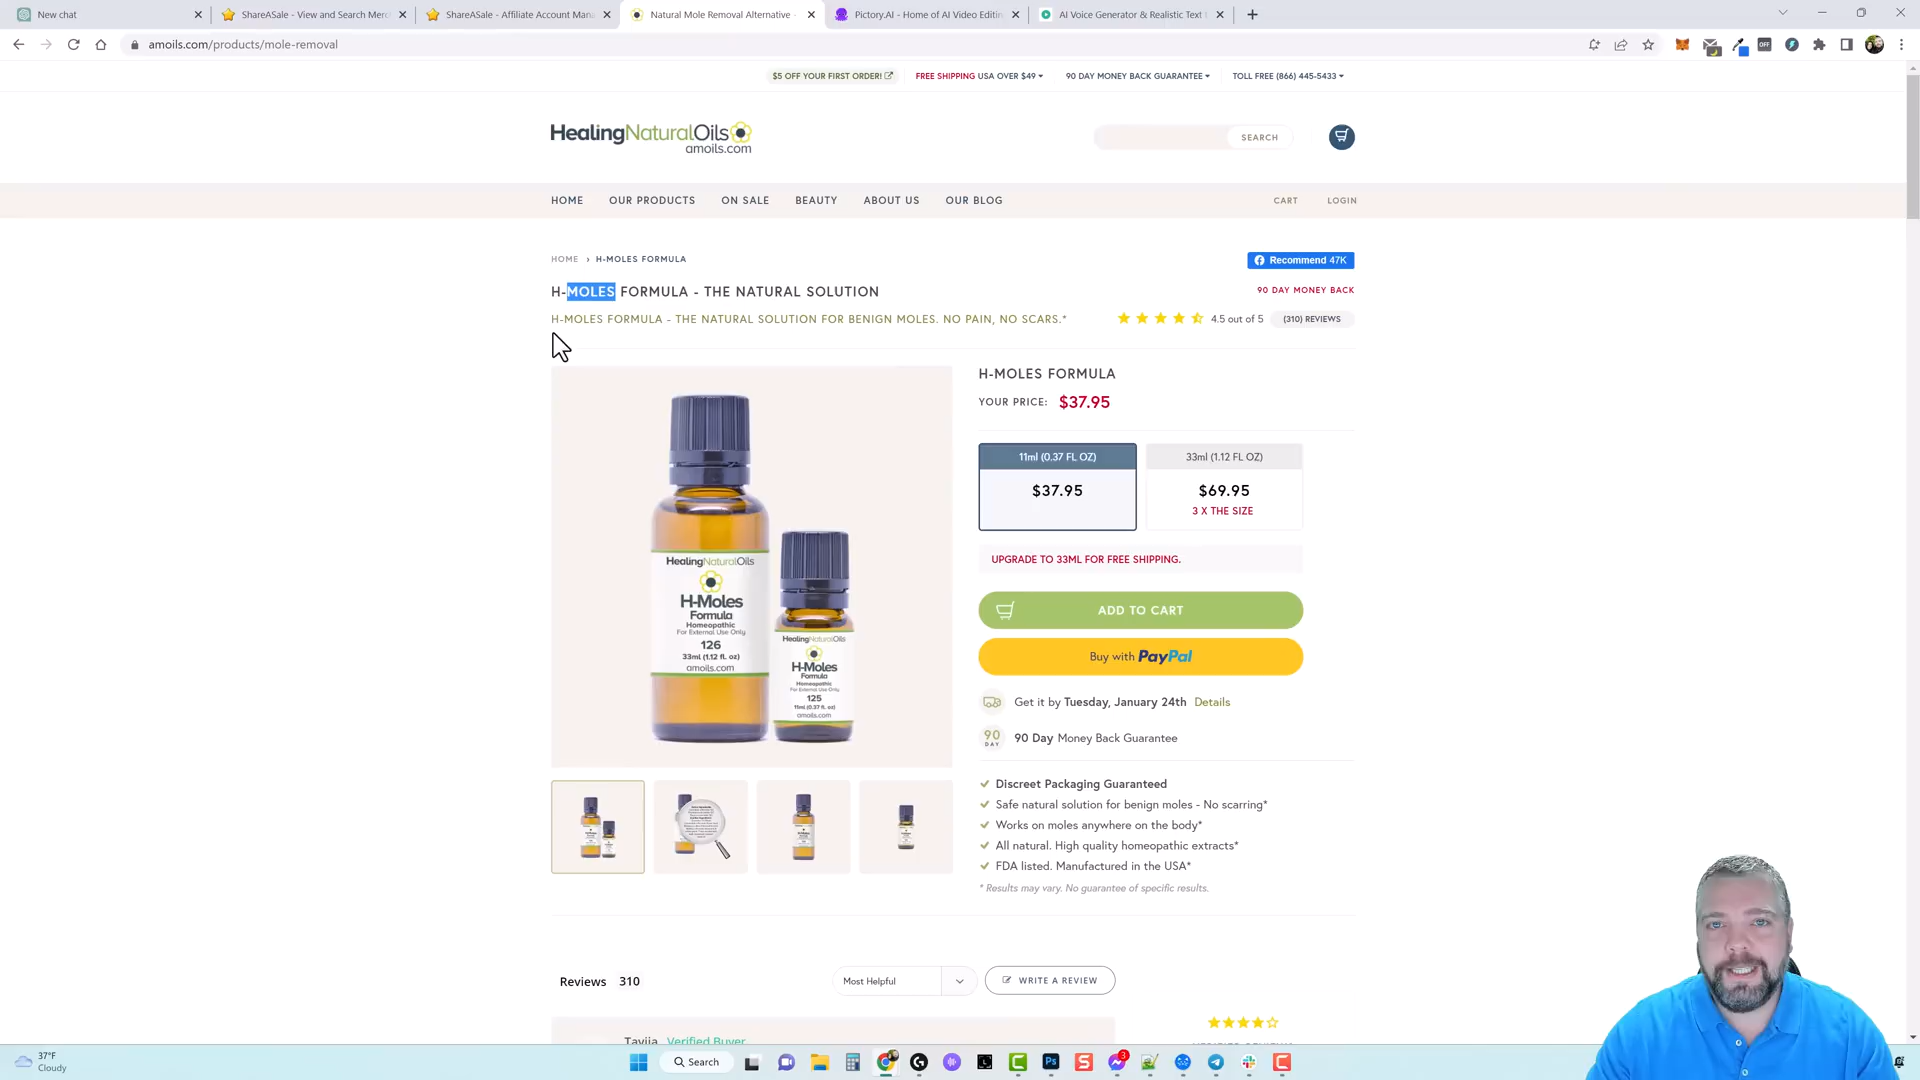 New chat
ShareASale - View and Search Merc
ShareASale - Affiliate Account Mana
Natural Mole Removal Alternative -
Pictory.AI - Home of AI Video Editin
AI Voice Generator & Realistic Text
amoils.com/products/mole-removal
$5 OFF YOUR FIRST ORDER!
FREE SHIPPING USA OVER $49
90 DAY MONEY BACK GUARANTEE
TOLL FREE (866) 445-5433
HealingNaturalOils
amoils.com
SEARCH
HOME
OUR PRODUCTS
ON SALE
BEAUTY
ABOUT US
OUR BLOG
CART
LOGIN
HOME › H-MOLES FORMULA
Recommend 47K
H-MOLES FORMULA - THE NATURAL SOLUTION
90 DAY MONEY BACK
H-MOLES FORMULA - THE NATURAL SOLUTION FOR BENIGN MOLES. NO PAIN, NO SCARS.*
4.5 out of 5
(310) REVIEWS
H-MOLES FORMULA
YOUR PRICE: $37.95
11ml (0.37 FL OZ)
$37.95
33ml (1.12 FL OZ)
$69.95
3 X THE SIZE
UPGRADE TO 33ML FOR FREE SHIPPING.
ADD TO CART
Buy with PayPal
Get it by Tuesday, January 24th Details
90 DAY
90 Day Money Back Guarantee
Discreet Packaging Guaranteed
Safe natural solution for benign moles - No scarring*
Works on moles anywhere on the body*
All natural. High quality homeopathic extracts*
FDA listed. Manufactured in the USA*
* Results may vary. No guarantee of specific results.
HealingNaturalOils
H-Moles
Formula
Homeopathic
For External Use Only
126
33ml (1.12 fl. oz)
amoils.com
HealingNaturalOils
H-Moles
Formula
Homeopathic
For External Use Only
125
11ml (0.37 fl. oz)
amoils.com
Reviews 310
Most Helpful
WRITE A REVIEW
Taviia Verified Buyer
37°F
Cloudy
Search
3
OFF